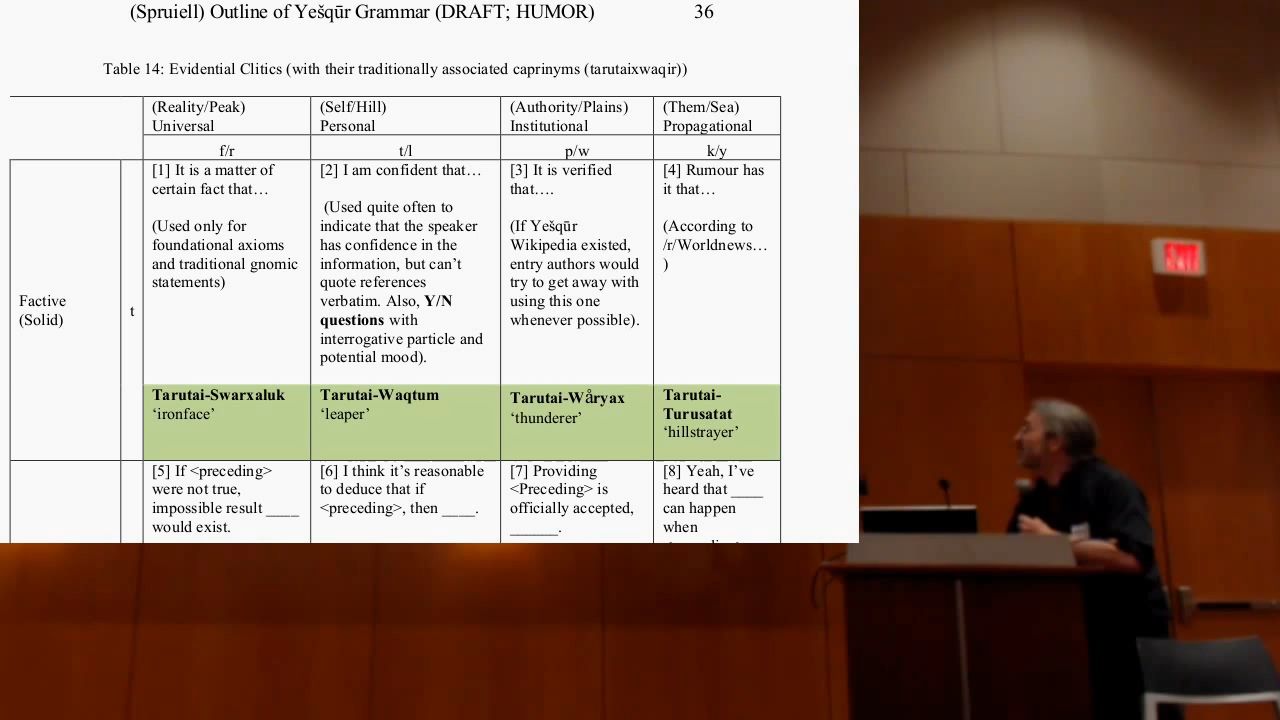 (Spruiell) Outline of Yešqūr Grammar (DRAFT; HUMOR) 36
Table 14: Evidential Clitics (with their traditionally associated caprinyms (tarutaixwaqir))
(Reality/Peak)
Universal
(Self/Hill)
Personal
(Authority/Plains)
Institutional
(Them/Sea)
Propagational
f/r
t/l
p/w
k/y
Factive
(Solid)
t
[1] It is a matter of
certain fact that…
(Used only for
foundational axioms
and traditional gnomic
statements)
[2] I am confident that…
(Used quite often to
indicate that the speaker
has confidence in the
information, but can’t
quote references
verbatim. Also, Y/N
questions with
interrogative particle and
potential mood).
[3] It is verified
that….
(If Yešqūr
Wikipedia existed,
entry authors would
try to get away with
using this one
whenever possible).
[4] Rumour has
it that…
(According to
/r/Worldnews…
)
Tarutai-Swarxaluk
‘ironface’
Tarutai-Waqtum
‘leaper’
Tarutai-Wåryax
‘thunderer’
Tarutai-
Turusatat
‘hillstrayer’
[5] If <preceding>
were not true,
impossible result ____
would exist.
[6] I think it’s reasonable
to deduce that if
<preceding>, then ____.
[7] Providing
<Preceding> is
officially accepted,
______.
[8] Yeah, I’ve
heard that ____
can happen
when
EXIT